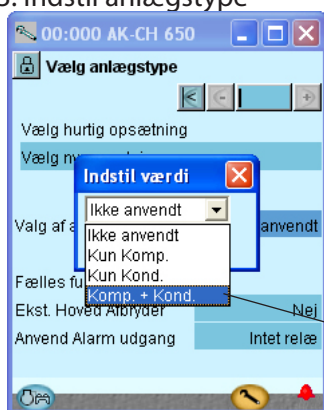 3. Indstil anlægstype
00:000 AK-CH 650
Vælg anlægstype
Vælg hurtig opsætning
Vælg
Indstil værdi
Ikke anvendt
Valg af
anvendt
Ikke anvendt
Kun Komp.
Kun Kond.
Komp. + Kond.
Fælles
Ekst. Hoved Afbryder
Nej
Anvend Alarm udgang
Intet relæ